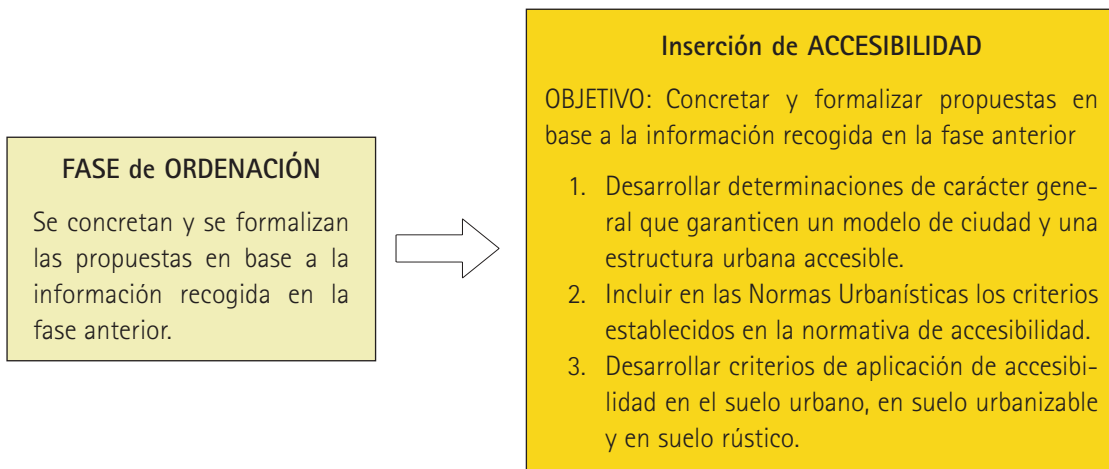 FASE de ORDENACIÓN
Se concretan y se formalizan
las propuestas en base a la
información recogida en la
fase anterior.
Inserción de ACCESIBILIDAD
OBJETIVO: Concretar y formalizar propuestas en
base a la información recogida en la fase anterior
1. Desarrollar determinaciones de carácter gene-
ral que garanticen un modelo de ciudad y una
estructura urbana accesible.
2. Incluir en las Normas Urbanísticas los criterios
establecidos en la normativa de accesibilidad.
3. Desarrollar criterios de aplicación de accesibi-
lidad en el suelo urbano, en suelo urbanizable
y en suelo rústico.